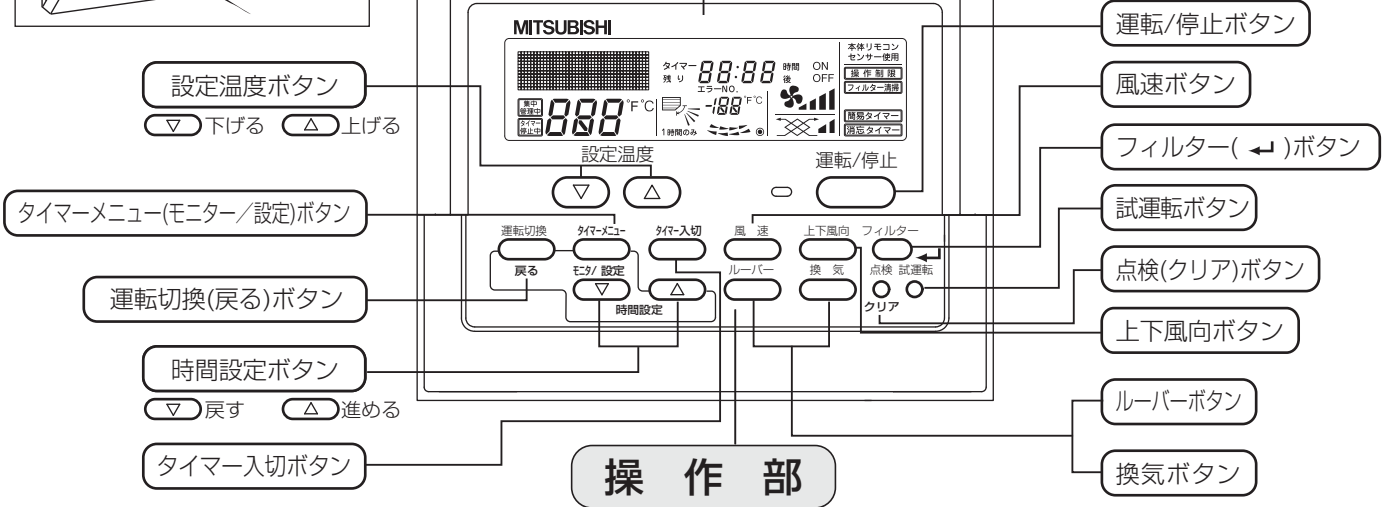 MITSUBISHI
本体リモコン
センサー使用
タイマー 88:88 時間 ON
残り 後 OFF
エラーNO.
操作制限
フィルター清掃
集中
管理中
タイマー
停止中
888 °F°C
-188 °F°C
1時間のみ
簡易タイマー
消忘タイマー
設定温度
▽ △
運転/停止
運転切換 タイマーメニュー タイマー入切 風 速 上下風向 フィルター
戻る モニタ/ 設定 ルーバー 換 気 点検 試運転
▽ △
時間設定
クリア
設定温度ボタン
▽ 下げる △ 上げる
タイマーメニュー(モニター/設定)ボタン
運転切換(戻る)ボタン
時間設定ボタン
▽ 戻す △ 進める
タイマー入切ボタン
操 作 部
運転/停止ボタン
風速ボタン
フィルター( ↵ )ボタン
試運転ボタン
点検(クリア)ボタン
上下風向ボタン
ルーバーボタン
換気ボタン